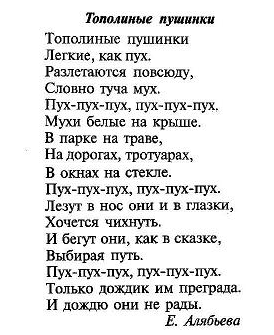 Тополиные пушинки
Тополиные пушинки
Легкие, как пух.
Разлетаются повсюду,
Словно туча мух.
Пух-пух-пух, пух-пух-пух.
Мухи белые на крыше.
В парке на траве,
На дорогах, тротуарах,
В окнах на стекле.
Пух-пух-пух, пух-пух-пух.
Лезут в нос они и в глазки,
Хочется чихнуть.
И бегут они, как в сказке,
Выбирая путь.
Пух-пух-пух, пух-пух-пух.
Только дождик им преграда.
И дождю они не рады.
Е. Алябьева